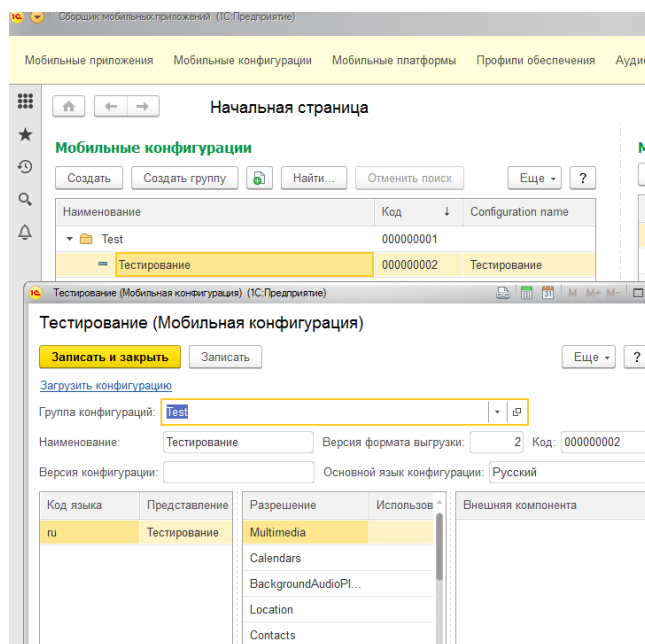 Сборщик мобильных приложений (1С:Предприятие)
Мобильные приложения Мобильные конфигурации Мобильные платформы Профили обеспечения
Начальная страница
Мобильные конфигурации
Создать Создать группу Найти... Отменить поиск Еще ?
Наименование Код ↓ Configuration name
Test 000000001
Тестирование 000000002 Тестирование
Тестирование (Мобильная конфигурация) (1С:Предприятие) 31 M M+ M-
Тестирование (Мобильная конфигурация)
Записать и закрыть Записать Еще ?
Загрузить конфигурацию
Группа конфигураций: Test
Наименование: Тестирование Версия формата выгрузки: 2 Код: 000000002
Версия конфигурации: Основной язык конфигурации: Русский
Код языка Представление Разрешение Использов Внешняя компонента
ru Тестирование Multimedia
Calendars
BackgroundAudioPl...
Location
Contacts